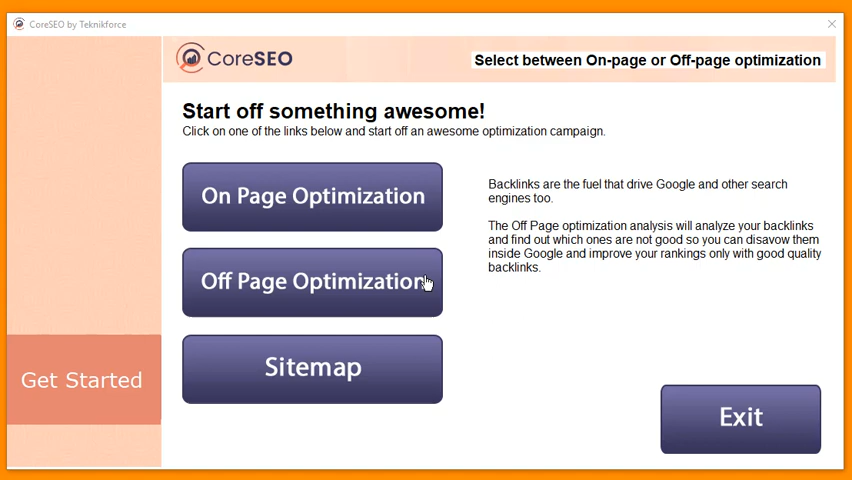 CoreSEO by Teknikforce
CoreSEO
Select between On-page or Off-page optimization
Start off something awesome!
Click on one of the links below and start off an awesome optimization campaign.
On Page Optimization
Backlinks are the fuel that drive Google and other search
engines too.
The Off Page optimization analysis will analyze your backlinks
and find out which ones are not good so you can disavow them
inside Google and improve your rankings only with good quality
backlinks.
Off Page Optimization
Sitemap
Get Started
Exit